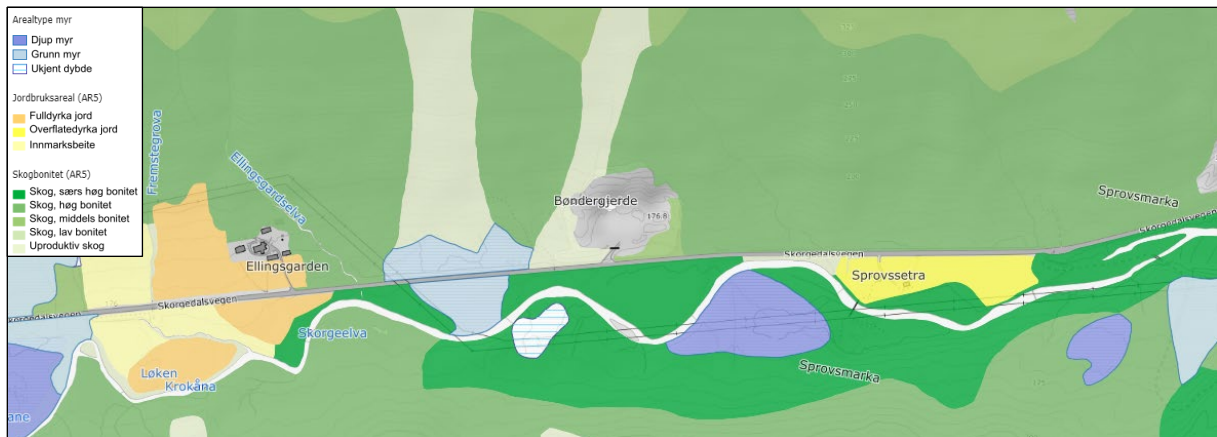 Arealtype myr
Djup myr
Grunn myr
Ukjent dybde
Jordbruksareal (AR5)
Fulldyrka jord
Overflatedyrka jord
Innmarksbeite
Skogbonitet (AR5)
Skog, særs høg bonitet
Skog, høg bonitet
Skog, middels bonitet
Skog, lav bonitet
Uproduktiv skog
Fremstegrova
Ellingsgardselva
Ellingsgarden
Bøndergjerde
176.6
Sprovsmarka
Skorgedalsvegen
Skorgedalsvegen
Sprovssetra
Skorgedalsvegen
Skorgedalsvegen
Skorgeelva
Løken
Krokåna
Sprovsmarka
ane